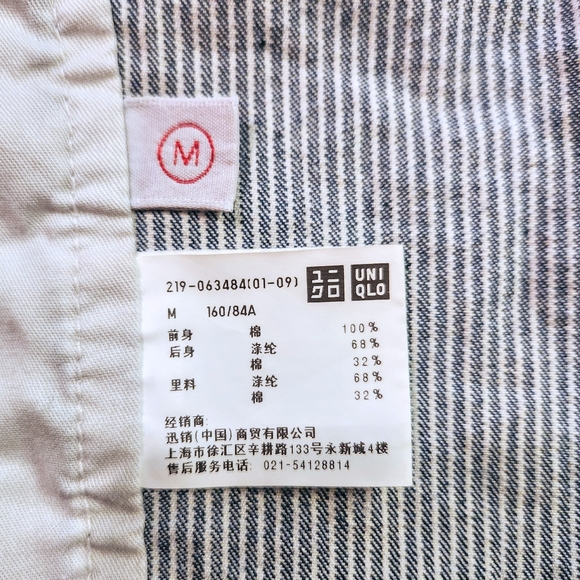 M
219-063484(01-09) ユニクロ UNIQLO
M 160/84A
前身 棉 100%
后身 涤纶 68%
棉 32%
里料 涤纶 68%
棉 32%
经销商:
迅销(中国)商贸有限公司
上海市徐汇区辛耕路133号永新城4楼
售后服务电话: 021-54128814